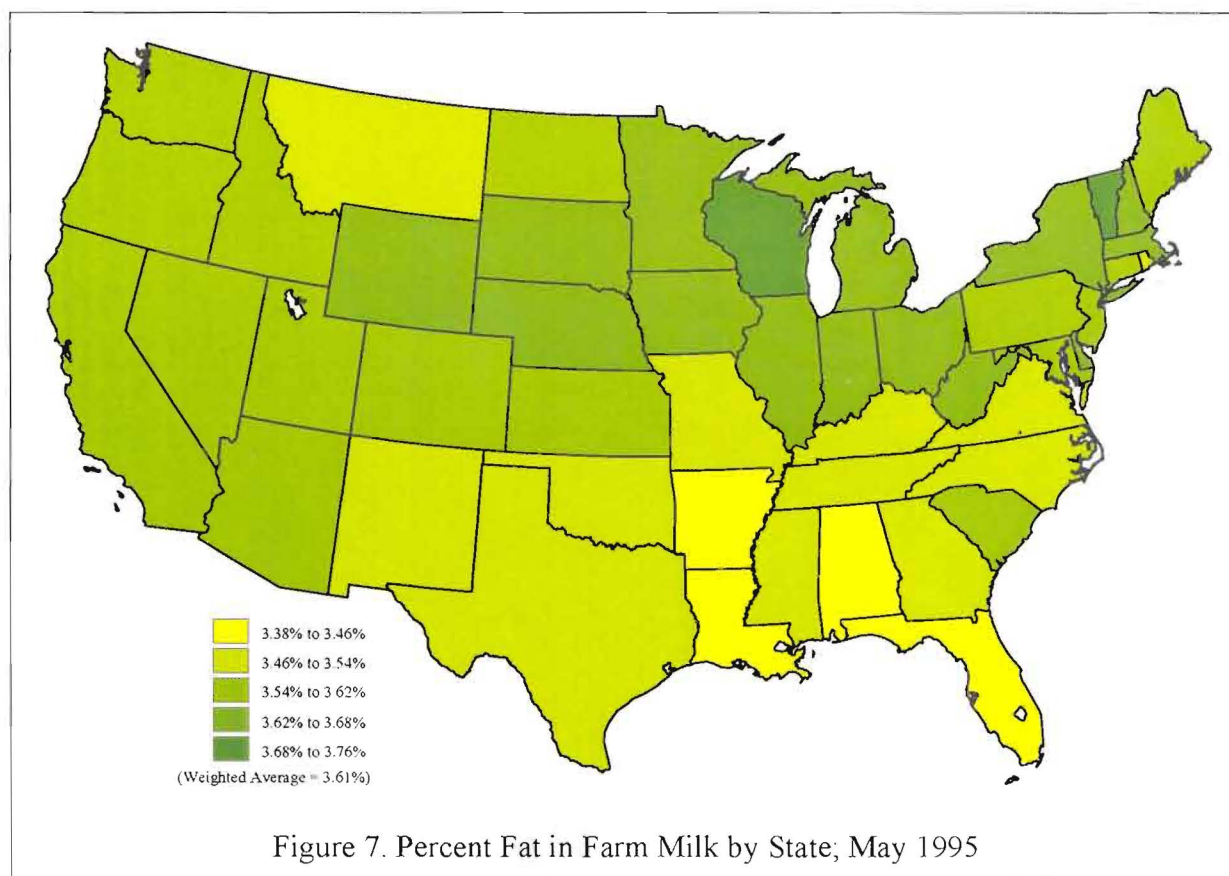 3.38% to 3.46%
3.46% to 3.54%
3.54% to 3.62%
3.62% to 3.68%
3.68% to 3.76%
(Weighted Average = 3.61%)
Figure 7. Percent Fat in Farm Milk by State; May 1995